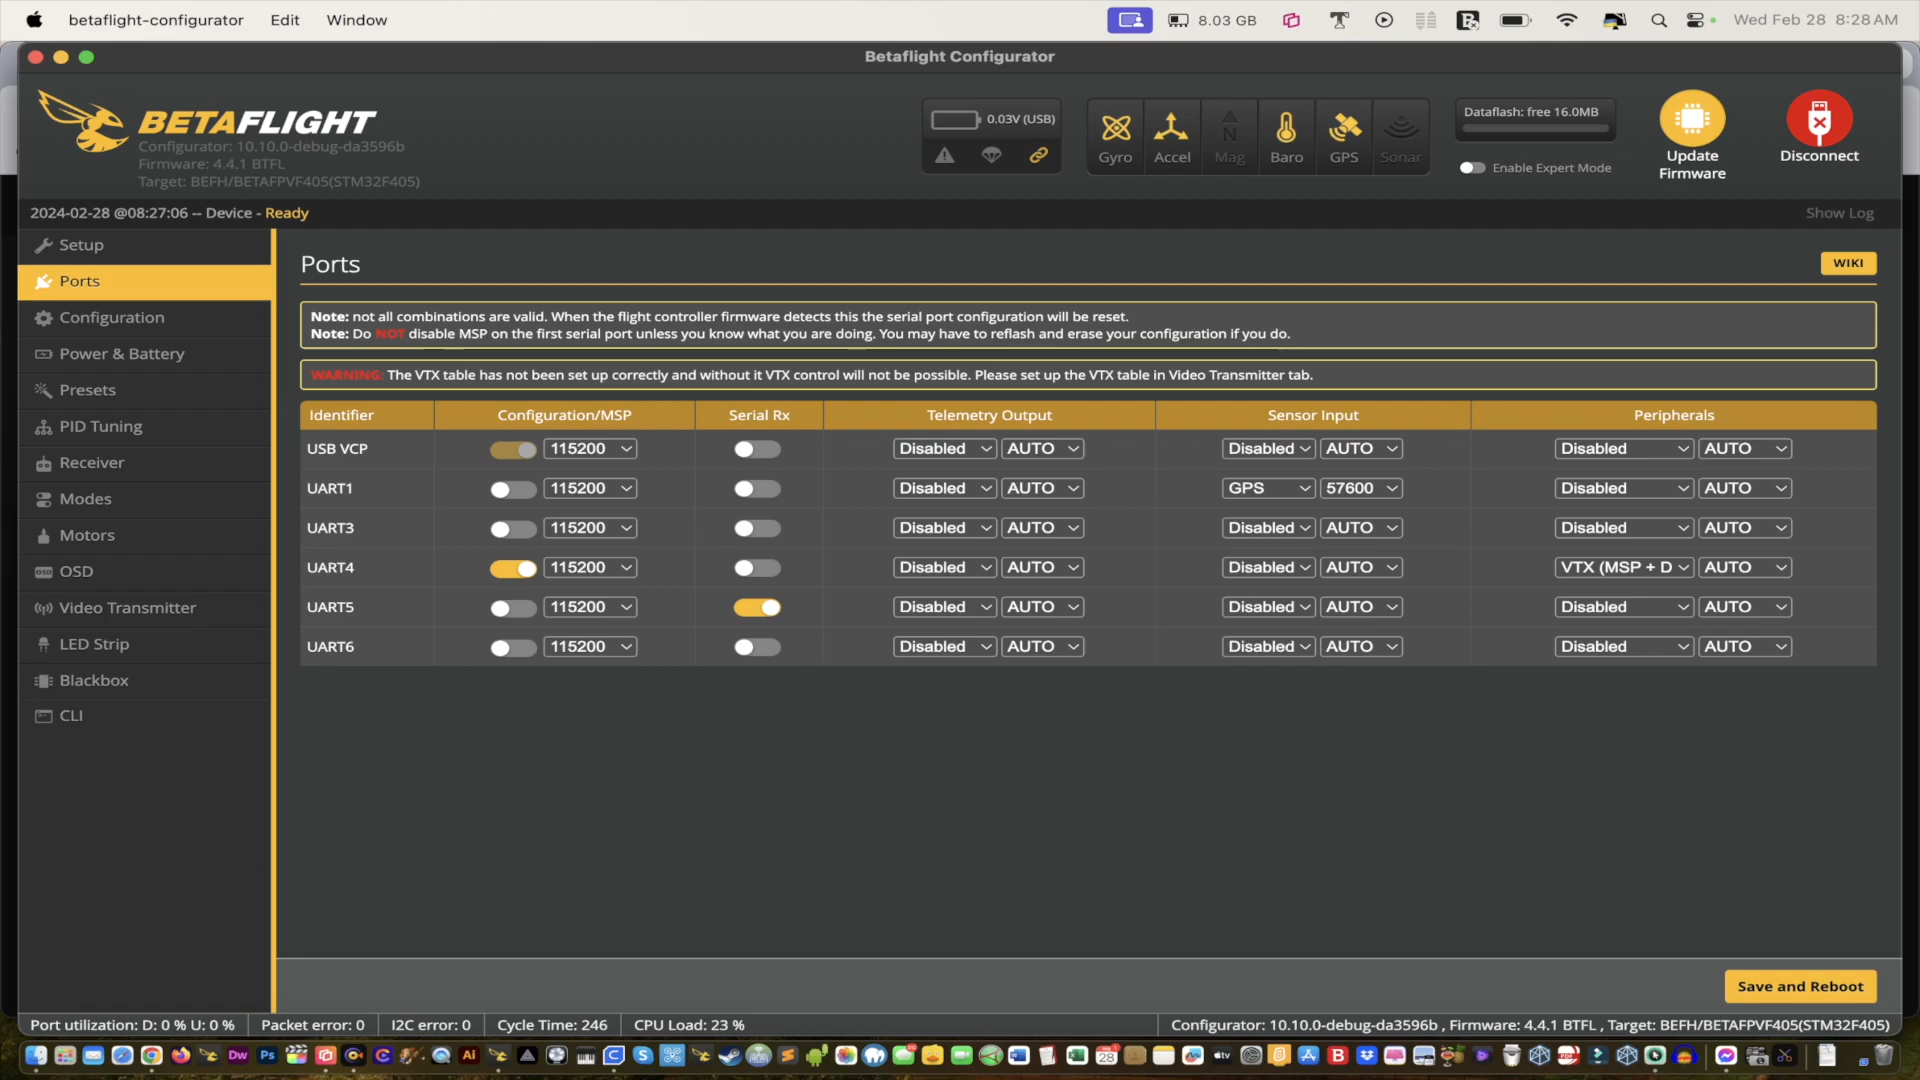 betaflight-configurator Edit Window 8.03 GB Wed Feb 28 8:28 AM
Betaflight Configurator
BETAFLIGHT
Configurator: 10.10.0-debug-da3596b
Firmware: 4.4.1 BTFL
Target: BEFH/BETAFPVF405(STM32F405)
0.03V (USB)
Gyro Accel Mag Baro GPS Sonar
Dataflash: free 16.0MB
Enable Expert Mode
Update Firmware
Disconnect
2024-02-28 @08:27:06 -- Device - Ready Show Log
Setup
Ports
Configuration
Power & Battery
Presets
PID Tuning
Receiver
Modes
Motors
OSD
Video Transmitter
LED Strip
Blackbox
CLI
Ports WIKI
Note: not all combinations are valid. When the flight controller firmware detects this the serial port configuration will be reset.
Note: Do NOT disable MSP on the first serial port unless you know what you are doing. You may have to reflash and erase your configuration if you do.
WARNING: The VTX table has not been set up correctly and without it VTX control will not be possible. Please set up the VTX table in Video Transmitter tab.
Identifier Configuration/MSP Serial Rx Telemetry Output Sensor Input Peripherals
USB VCP 115200 Disabled AUTO Disabled AUTO Disabled AUTO
UART1 115200 Disabled AUTO GPS 57600 Disabled AUTO
UART3 115200 Disabled AUTO Disabled AUTO Disabled AUTO
UART4 115200 Disabled AUTO Disabled AUTO VTX (MSP + D AUTO
UART5 115200 Disabled AUTO Disabled AUTO Disabled AUTO
UART6 115200 Disabled AUTO Disabled AUTO Disabled AUTO
Save and Reboot
Port utilization: D: 0 % U: 0 % Packet error: 0 I2C error: 0 Cycle Time: 246 CPU Load: 23 % Configurator: 10.10.0-debug-da3596b , Firmware: 4.4.1 BTFL , Target: BEFH/BETAFPVF405(STM32F405)